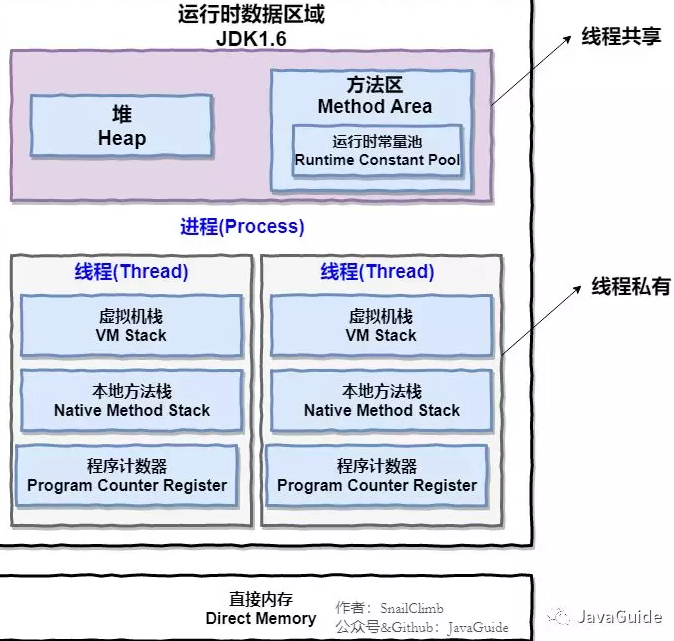 运行时数据区域
JDK1.6
线程共享
堆
Heap
方法区
Method Area
运行时常量池
Runtime Constant Pool
进程(Process)
线程(Thread)
线程(Thread)
线程私有
虚拟机栈
VM Stack
虚拟机栈
VM Stack
本地方法栈
Native Method Stack
本地方法栈
Native Method Stack
程序计数器
Program Counter Register
程序计数器
Program Counter Register
直接内存
Direct Memory
作者：SnailClimb
公众号&Github：JavaGuide
JavaGuide